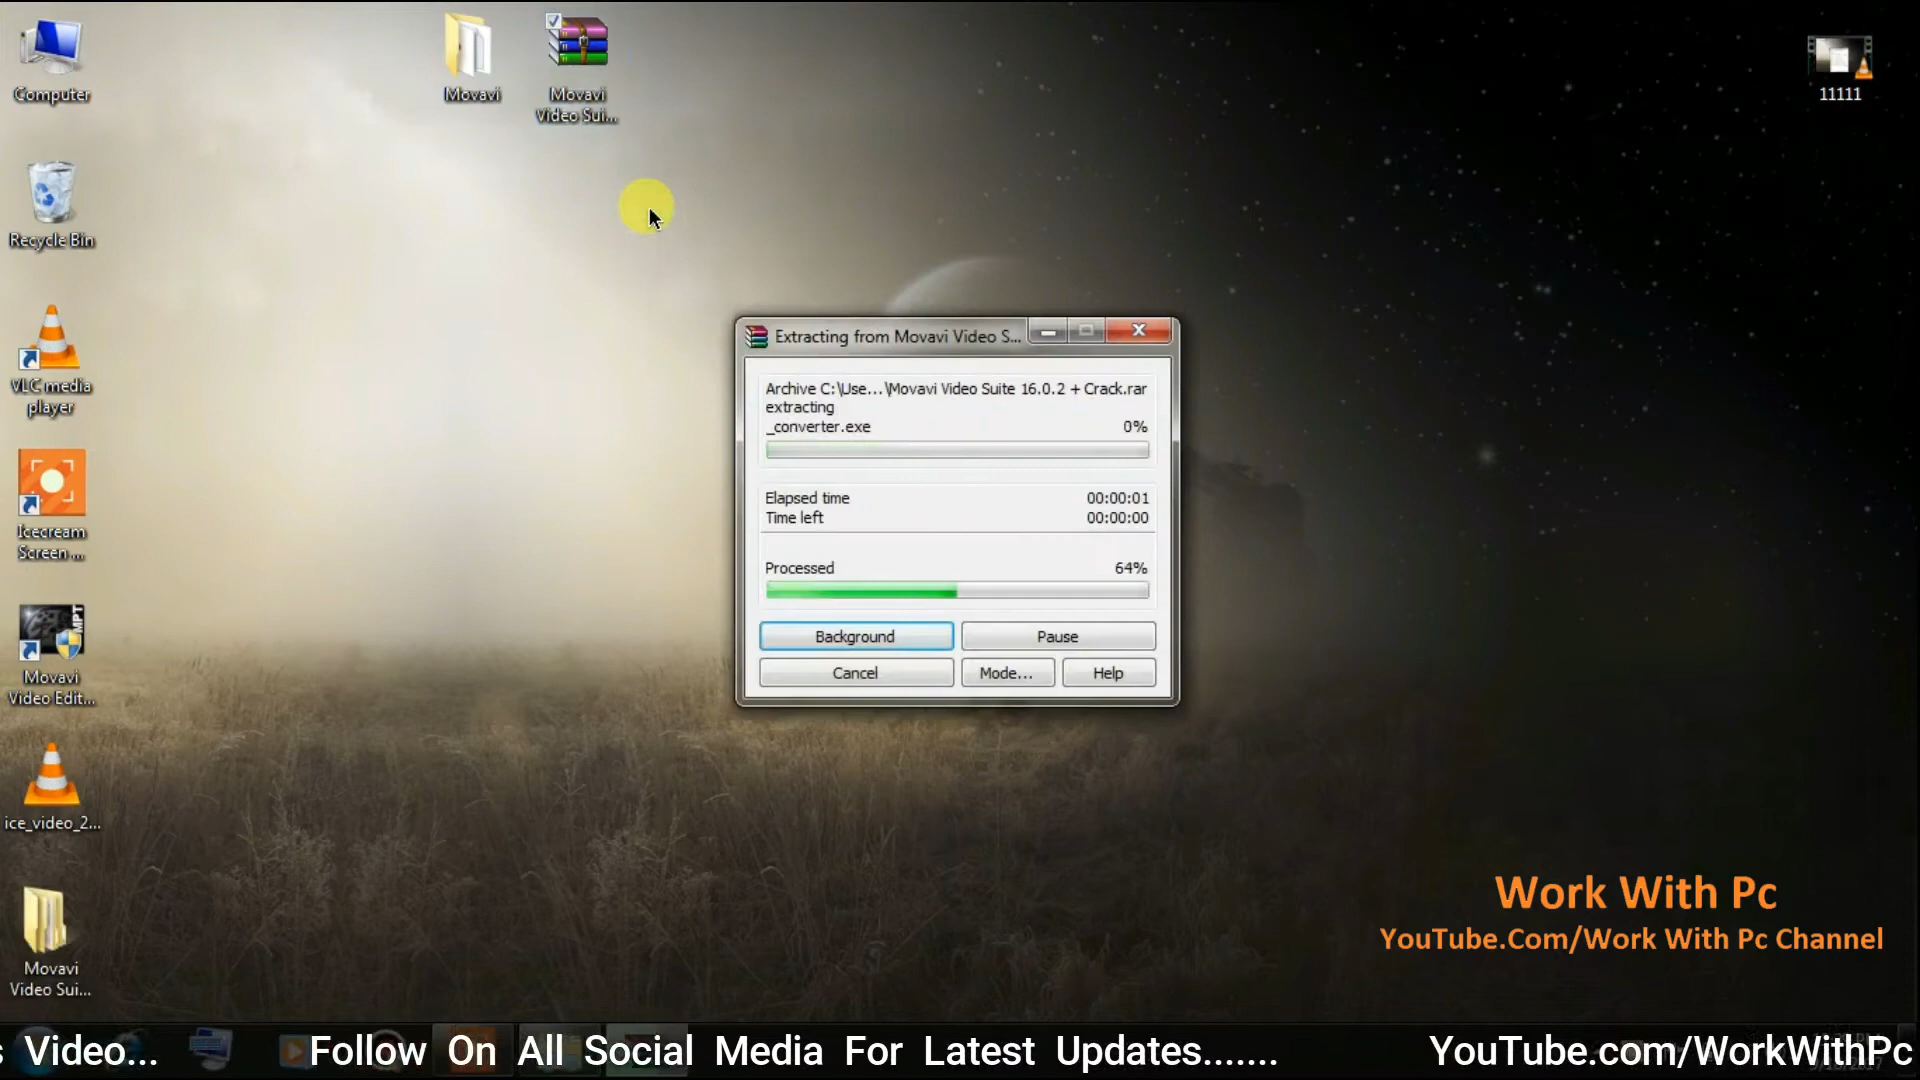 Computer
Movavi
Movavi
Video Sui...
11111
Recycle Bin
Extracting from Movavi Video S...
Archive C:\Use...\Movavi Video Suite 16.0.2 + Crack.rar
extracting
_converter.exe 0%
Elapsed time 00:00:01
Time left 00:00:00
Processed 64%
Background Pause
Cancel Mode... Help
VLC media
player
Icecream
Screen ...
MPT
Movavi
Video Edit...
ice_video_2...
Movavi
Video Sui...
Work With Pc
YouTube.Com/Work With Pc Channel
s Video... Follow On All Social Media For Latest Updates....... YouTube.com/WorkWithPc